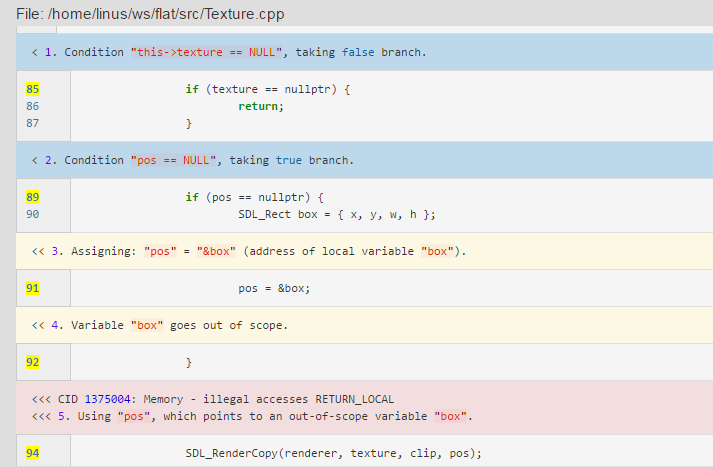 File: /home/linus/ws/flat/src/Texture.cpp
< 1. Condition "this->texture == NULL", taking false branch.
85 if (texture == nullptr) {
86 return;
87 }
< 2. Condition "pos == NULL", taking true branch.
89 if (pos == nullptr) {
90 SDL_Rect box = { x, y, w, h };
<< 3. Assigning: "pos" = "&box" (address of local variable "box").
91 pos = &box;
<< 4. Variable "box" goes out of scope.
92 }
<<< CID 1375004: Memory - illegal accesses RETURN_LOCAL
<<< 5. Using "pos", which points to an out-of-scope variable "box".
94 SDL_RenderCopy(renderer, texture, clip, pos);